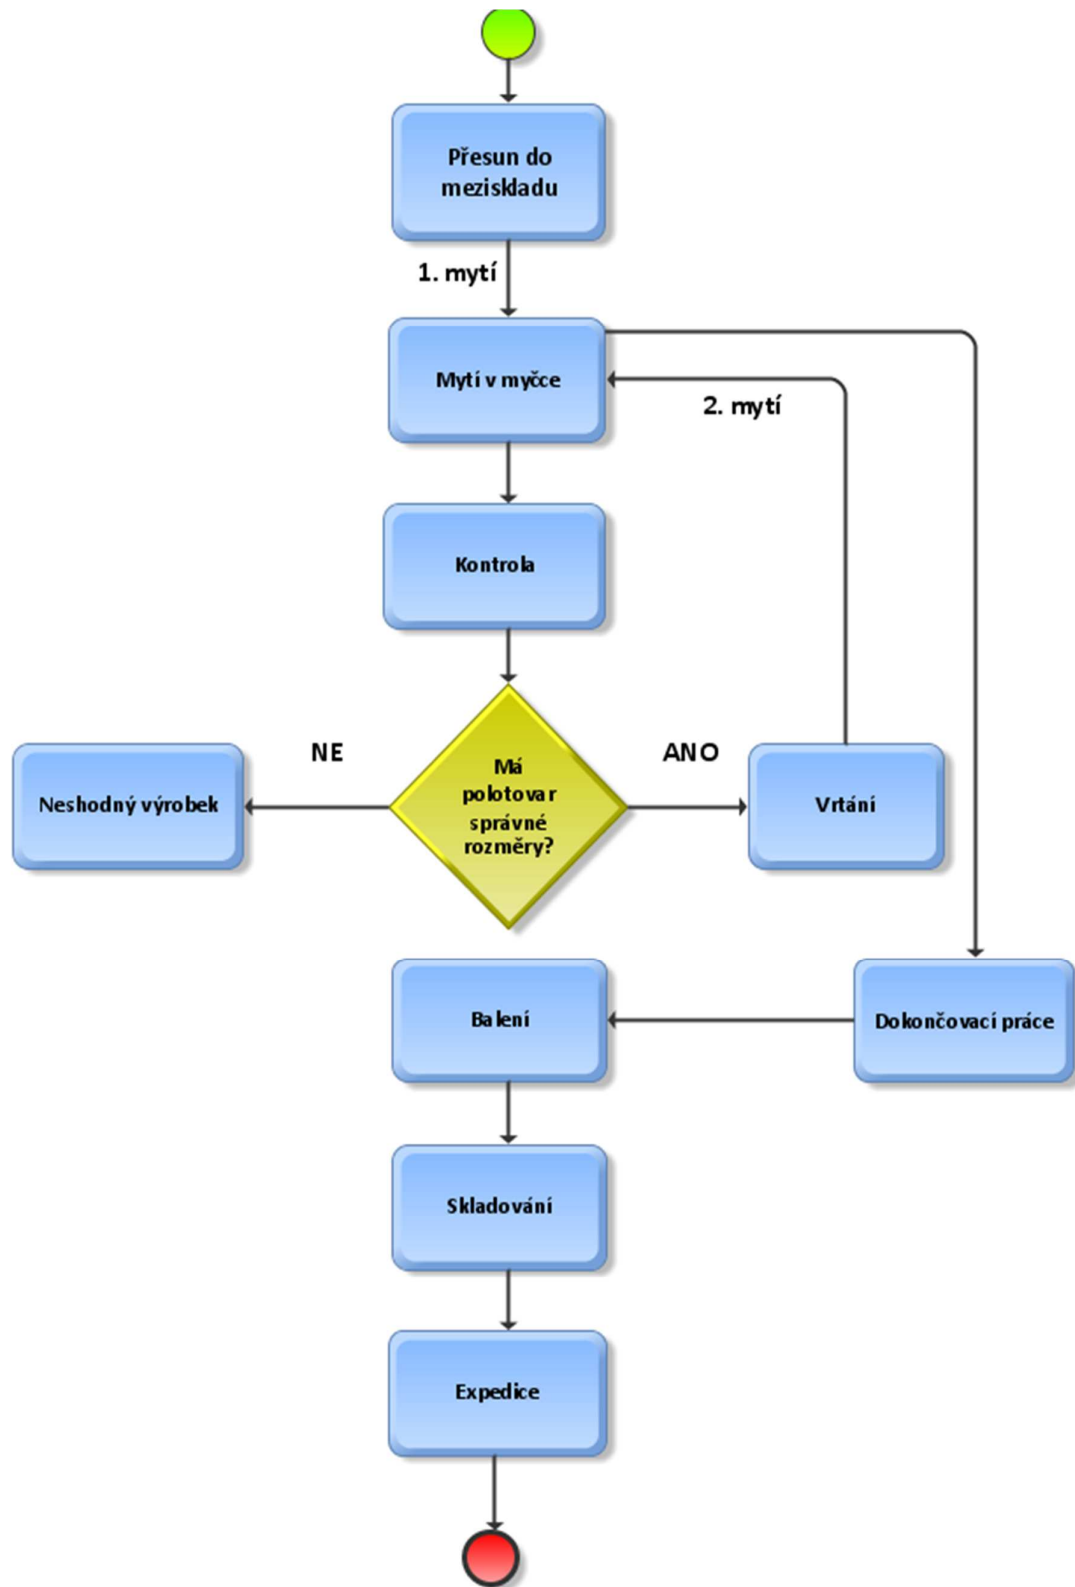 Přesun do
meziskladu
1. mytí
Mytí v myčce
2. mytí
Kontrola
NE
ANO
Má
polotovar
správné
rozměry?
Neshodný výrobek
Vrtání
Balení
Dokončovací práce
Skladování
Expedice